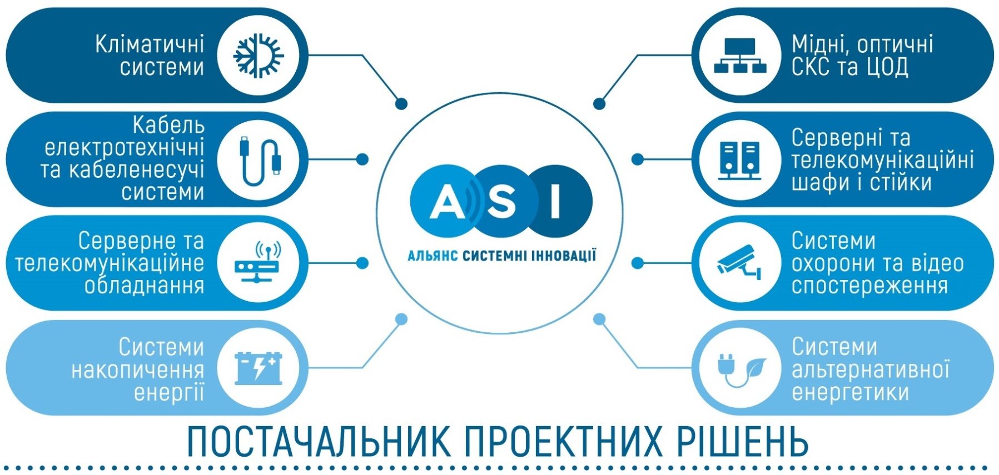 Кліматичні
системи
Кабель
електротехнічні
та кабеленесучі
системи
Серверне та
телекомунікаційне
обладнання
Системи
накопичення
енергії
ASI
АЛЬЯНС СИСТЕМНІ ІННОВАЦІЇ
Мідні, оптичні
СКС та ЦОД
Серверні та
телекомунікаційні
шафи і стійки
Системи
охорони та відео
спостереження
Системи
альтернативної
енергетики
ПОСТАЧАЛЬНИК ПРОЕКТНИХ РІШЕНЬ